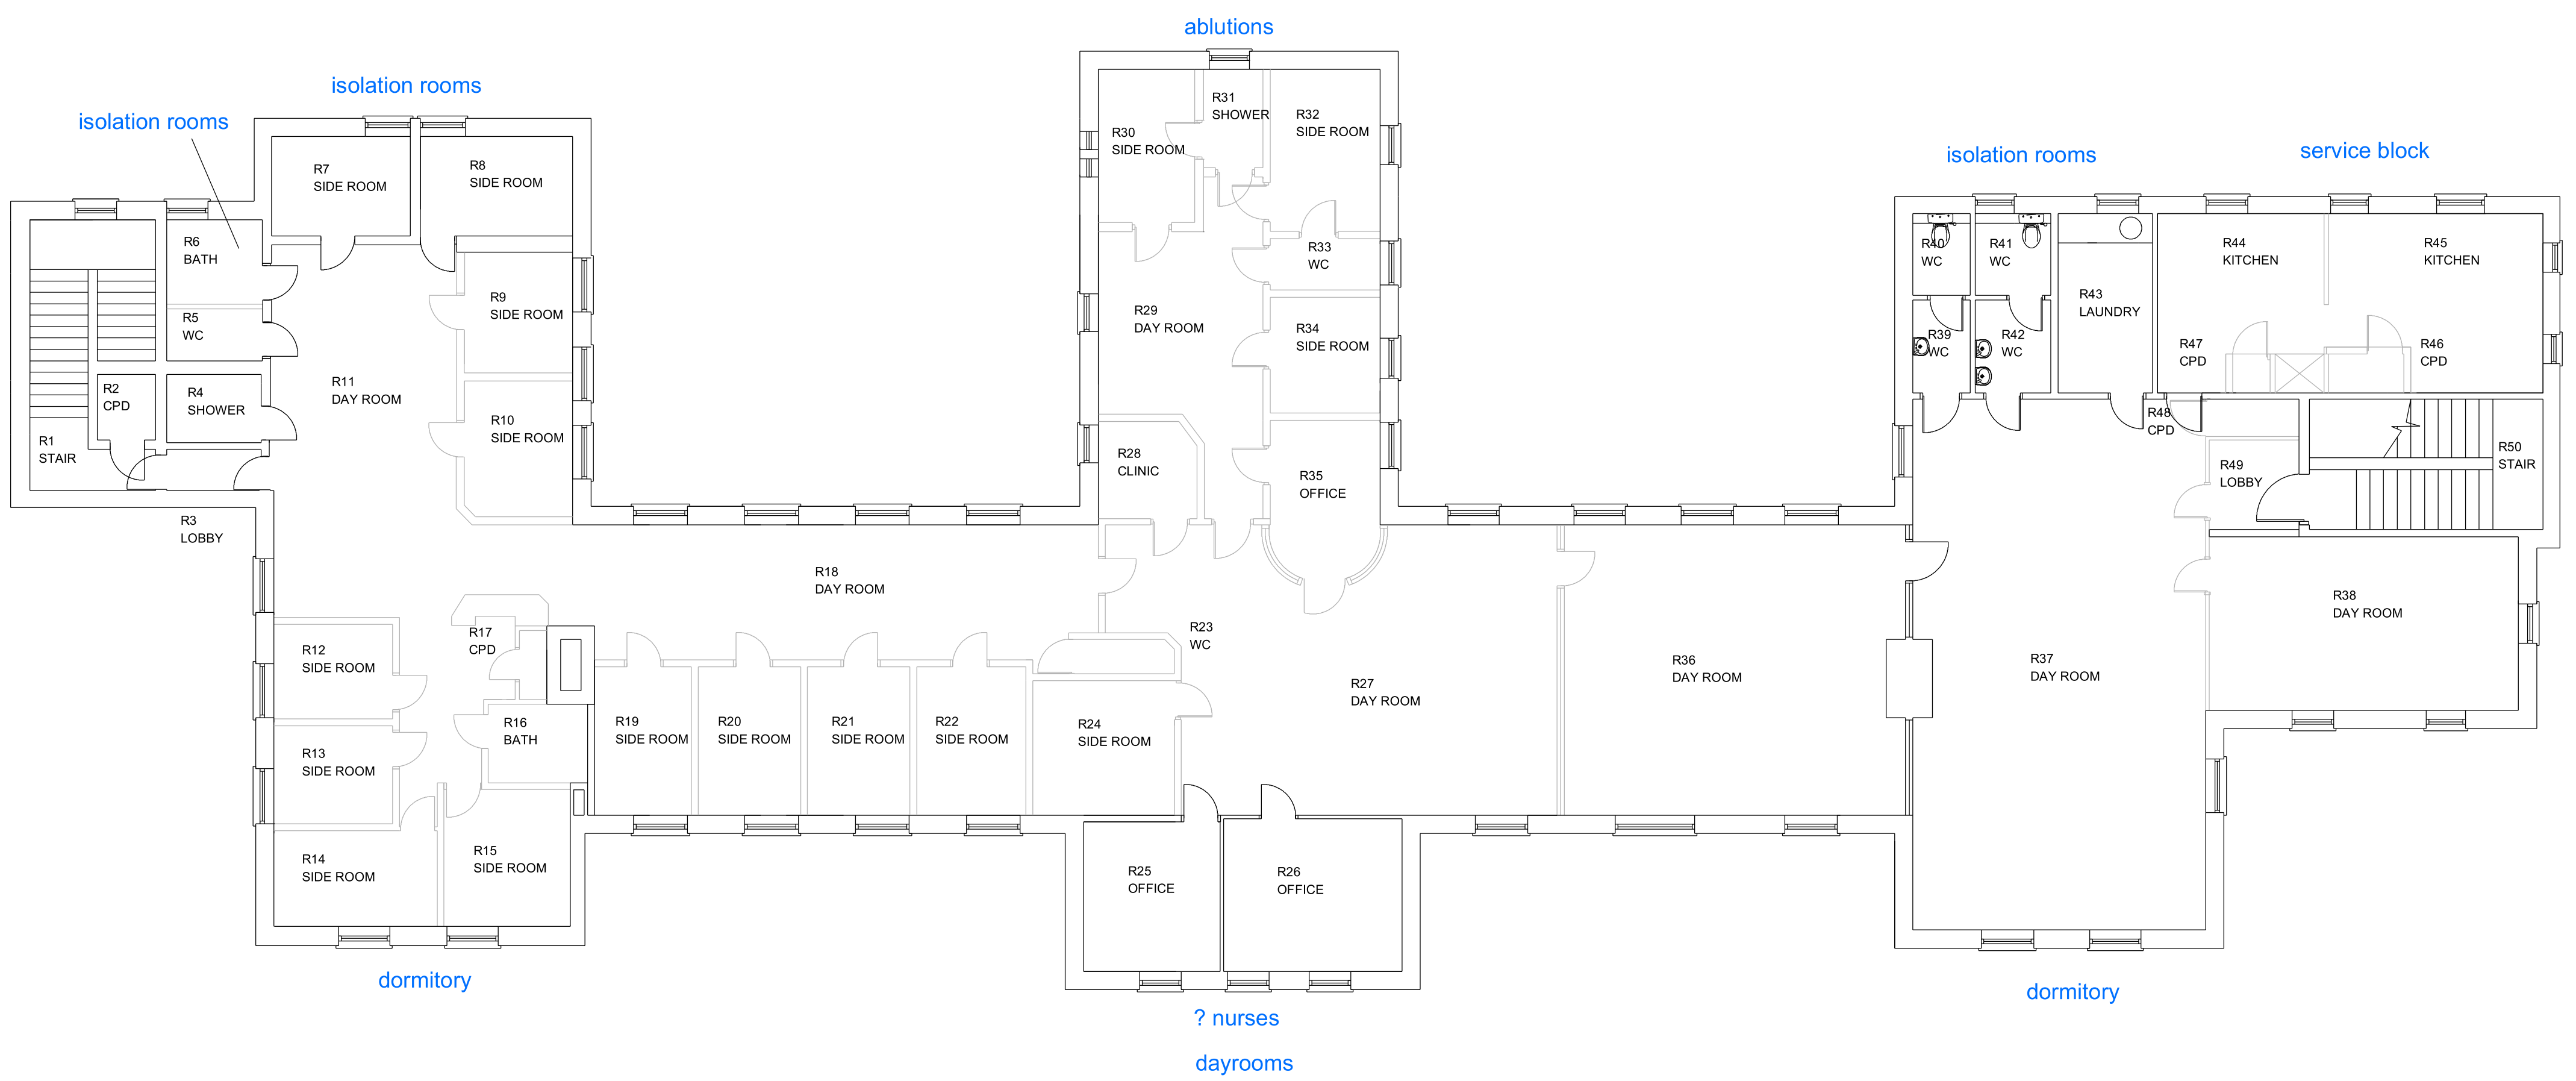 ablutions
isolation rooms
isolation rooms
isolation rooms
service block
R7
SIDE ROOM
R8
SIDE ROOM
R6
BATH
R5
WC
R9
SIDE ROOM
R11
DAY ROOM
R2
CPD
R4
SHOWER
R10
SIDE ROOM
R1
STAIR
R3
LOBBY
R12
SIDE ROOM
R17
CPD
R13
SIDE ROOM
R16
BATH
R14
SIDE ROOM
R15
SIDE ROOM
R18
DAY ROOM
R19
SIDE ROOM
R20
SIDE ROOM
R21
SIDE ROOM
R22
SIDE ROOM
R24
SIDE ROOM
R23
WC
R30
SIDE ROOM
R31
SHOWER
R32
SIDE ROOM
R33
WC
R29
DAY ROOM
R34
SIDE ROOM
R28
CLINIC
R35
OFFICE
R27
DAY ROOM
R25
OFFICE
R26
OFFICE
R36
DAY ROOM
R40
WC
R41
WC
R39
WC
R42
WC
R43
LAUNDRY
R44
KITCHEN
R45
KITCHEN
R47
CPD
R46
CPD
R48
CPD
R49
LOBBY
R50
STAIR
R38
DAY ROOM
R37
DAY ROOM
dormitory
dormitory
? nurses
dayrooms